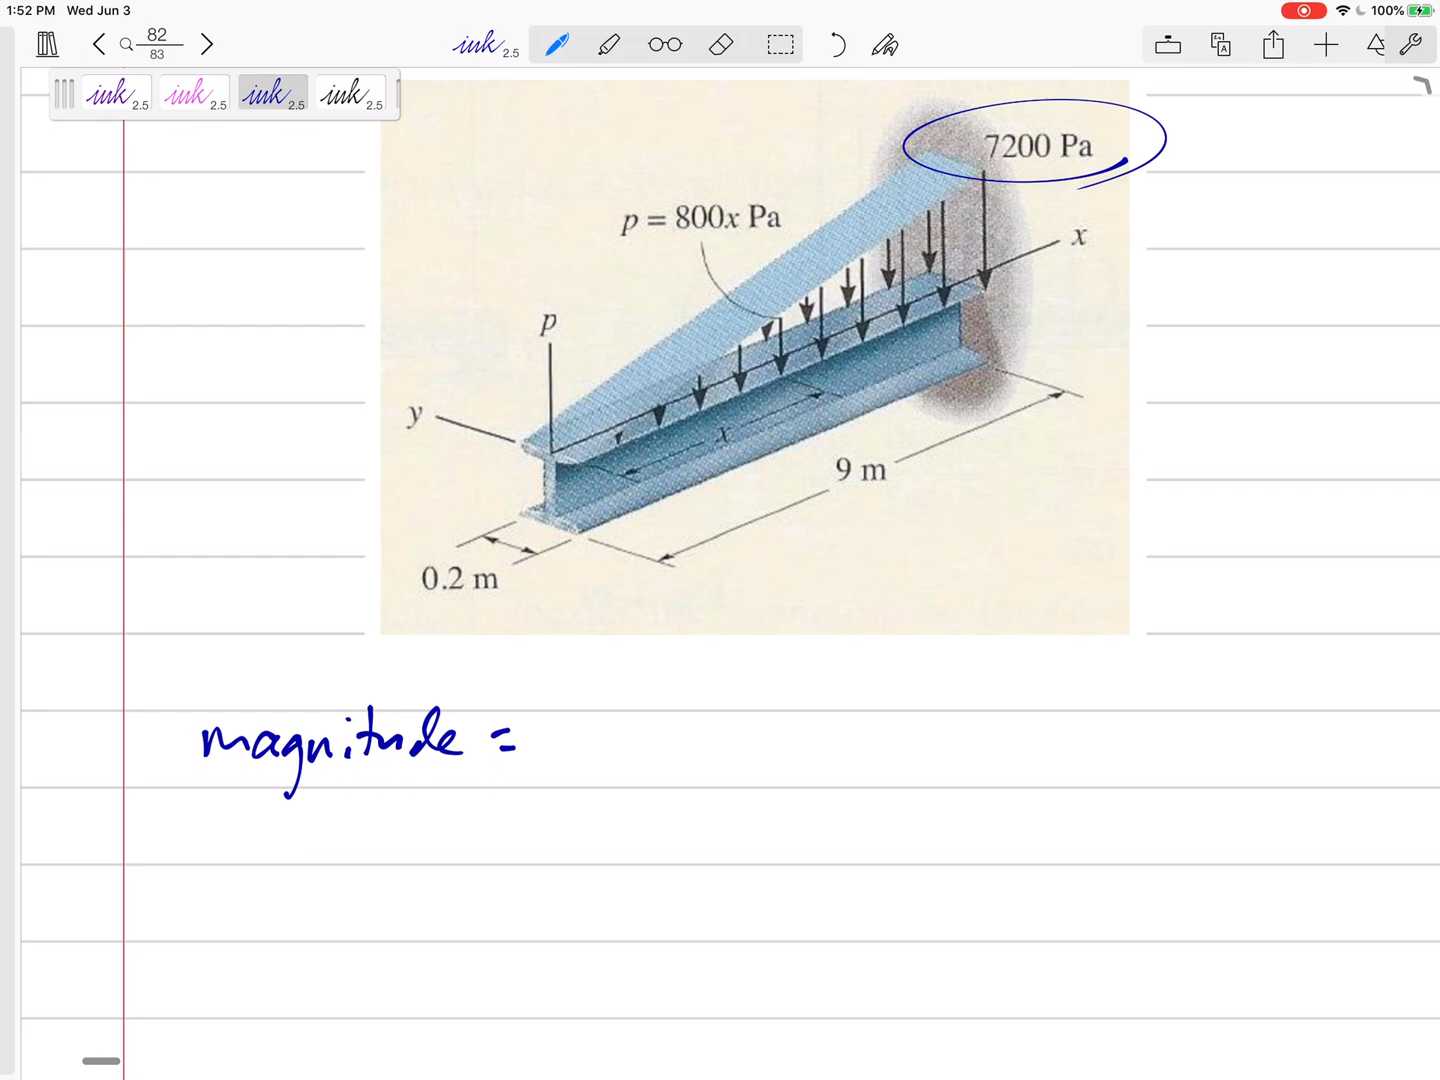 1:52 PM Wed Jun 3
100%
82
83
ink 2.5
ink 2.5
ink 2.5
ink 2.5
ink 2.5
7200 Pa
p = 800x Pa
x
p
y
x
9 m
0.2 m
magnitude =